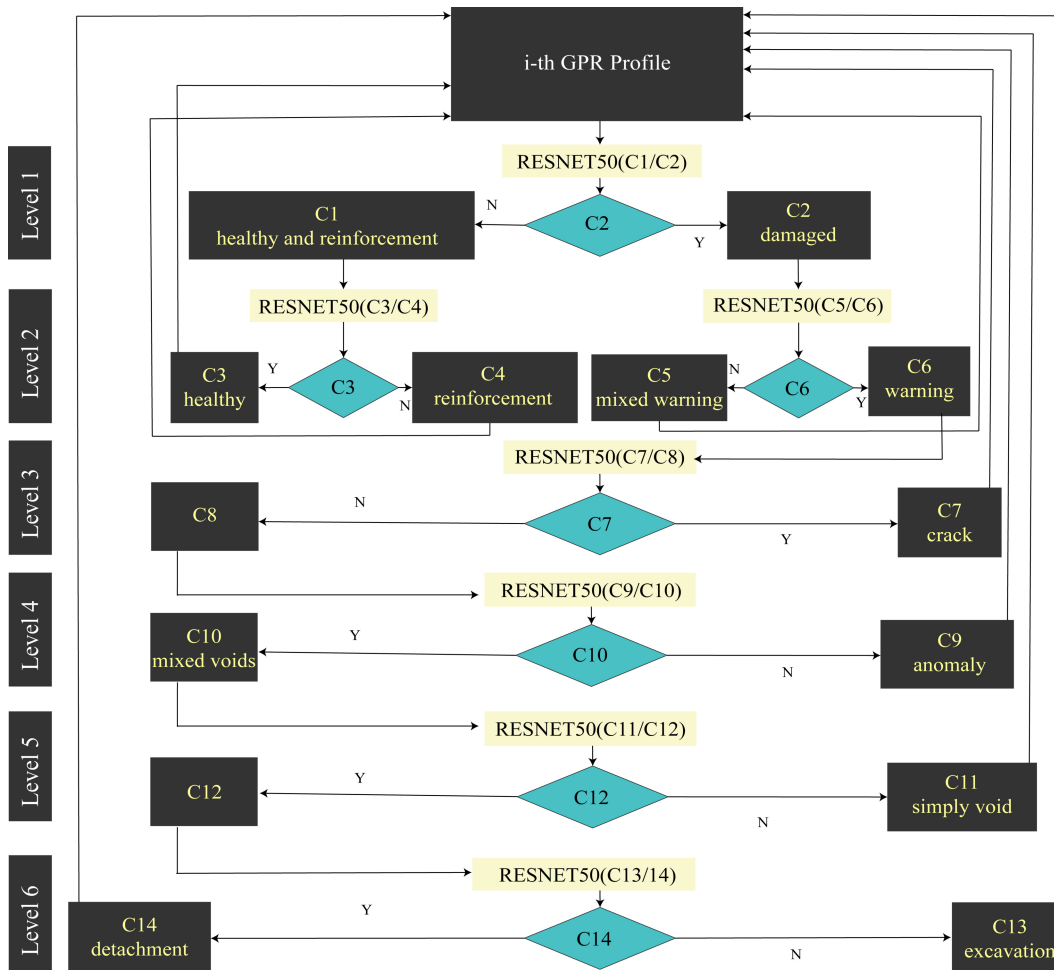 i-th GPR Profile
Level 1
RESNET50(C1/C2)
C1
healthy and reinforcement
N
C2
Y
C2
damaged
Level 2
RESNET50(C3/C4)
RESNET50(C5/C6)
C3
healthy
Y
C3
N
C4
reinforcement
C5
mixed warning
N
C6
Y
C6
warning
Level 3
RESNET50(C7/C8)
C8
N
C7
Y
C7
crack
Level 4
RESNET50(C9/C10)
C10
mixed voids
Y
C10
N
C9
anomaly
Level 5
RESNET50(C11/C12)
C12
Y
C12
N
C11
simply void
Level 6
RESNET50(C13/14)
C14
detachment
Y
C14
N
C13
excavation